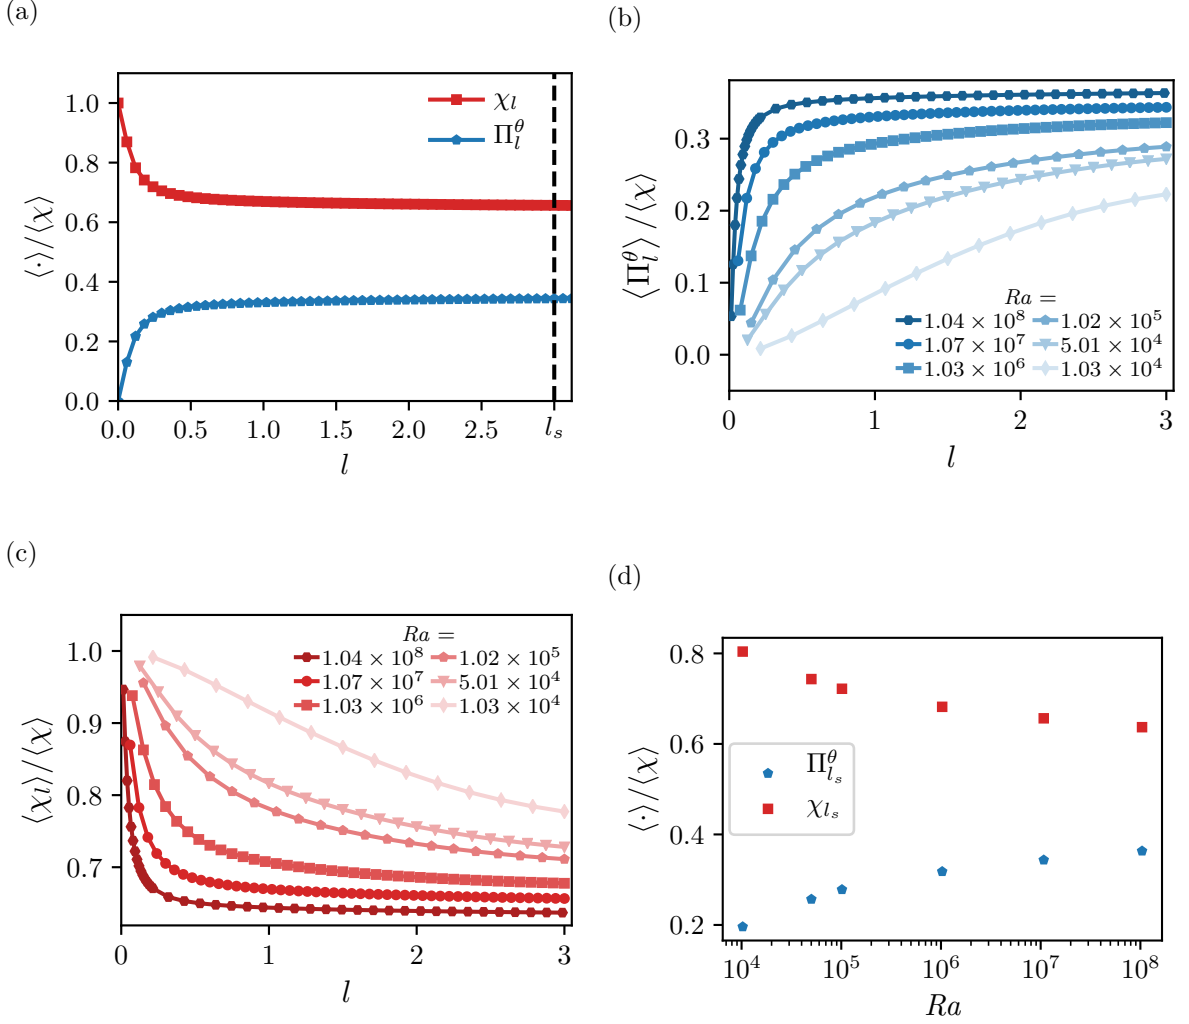 (a)
⟨·⟩/⟨χ⟩
1.0
0.8
0.6
0.4
0.2
0.0
χ_l
Π_l^θ
0.0 0.5 1.0 1.5 2.0 2.5 l_s
l
(b)
⟨Π_l^θ⟩/⟨χ⟩
0.3
0.2
0.1
0.0
Ra =
1.04 × 10^8 1.02 × 10^5
1.07 × 10^7 5.01 × 10^4
1.03 × 10^6 1.03 × 10^4
0 1 2 3
l
(c)
⟨χ_l⟩/⟨χ⟩
1.0
0.9
0.8
0.7
Ra =
1.04 × 10^8 1.02 × 10^5
1.07 × 10^7 5.01 × 10^4
1.03 × 10^6 1.03 × 10^4
0 1 2 3
l
(d)
⟨·⟩/⟨χ⟩
0.8
0.6
0.4
0.2
Π_{l_s}^θ
χ_{l_s}
10^4 10^5 10^6 10^7 10^8
Ra